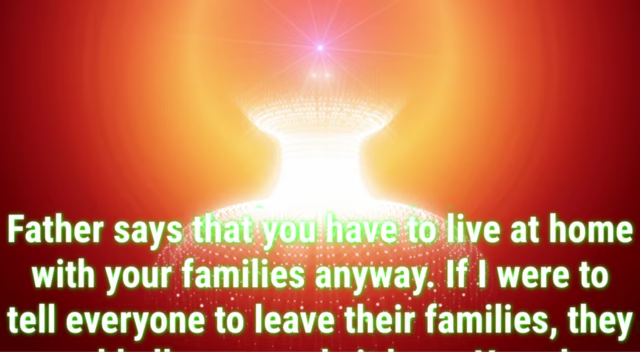 Father says that you have to live at home
with your families anyway. If I were to
tell everyone to leave their families, they